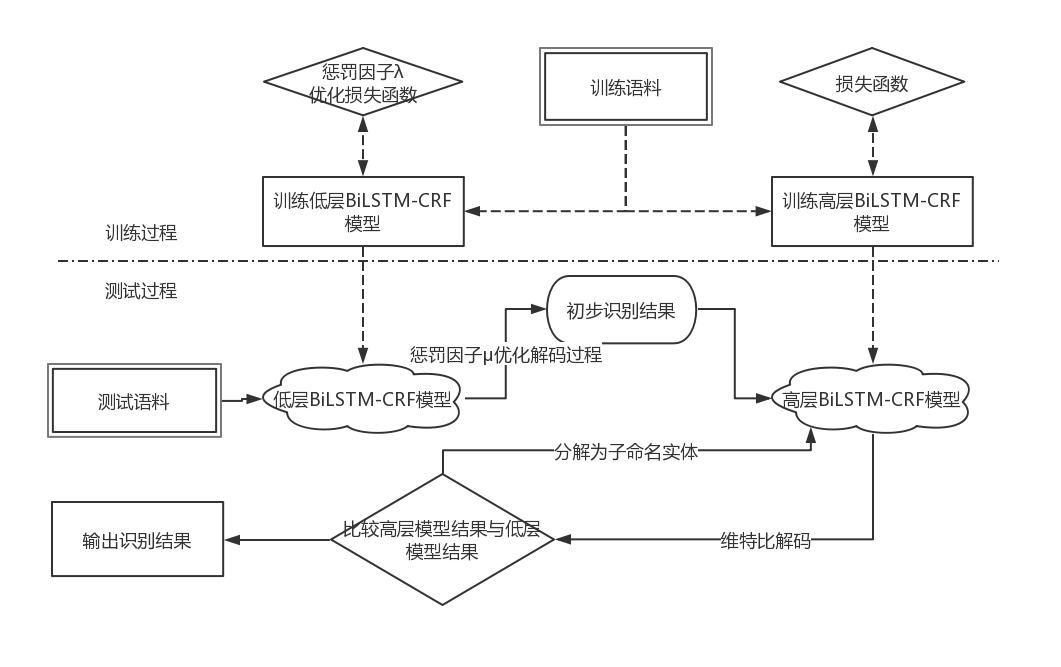 惩罚因子λ
优化损失函数
训练语料
损失函数
训练低层BiLSTM-CRF
模型
训练高层BiLSTM-CRF
模型
训练过程
测试过程
初步识别结果
惩罚因子μ优化解码过程
测试语料
低层BiLSTM-CRF模型
高层BiLSTM-CRF模型
分解为子命名实体
比较高层模型结果与低层
模型结果
输出识别结果
维特比解码